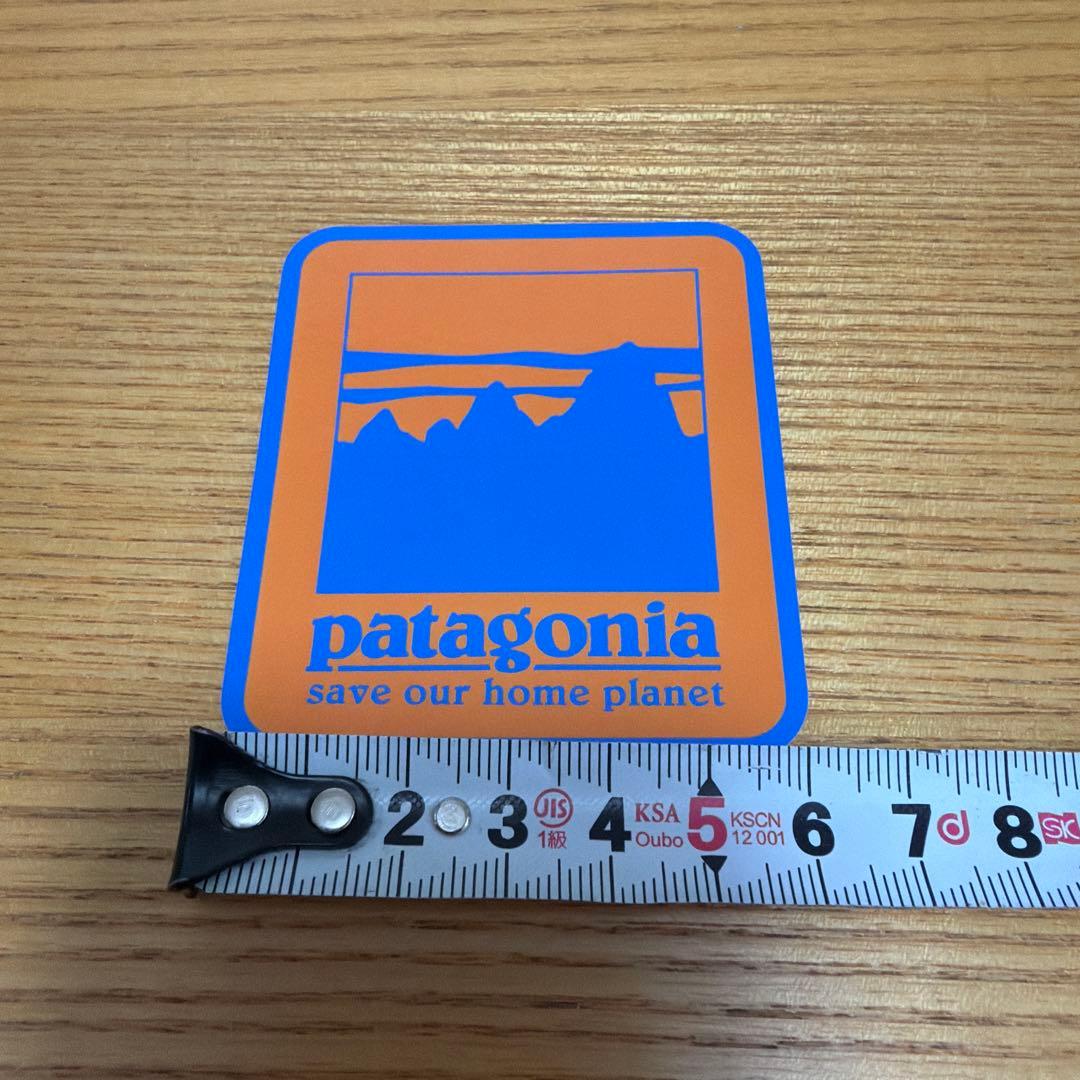 patagonia
save our home planet
2 3 JIS 4 KSA 5 KSCN 6 7 d 8 SK
1級 Oubo 12 001